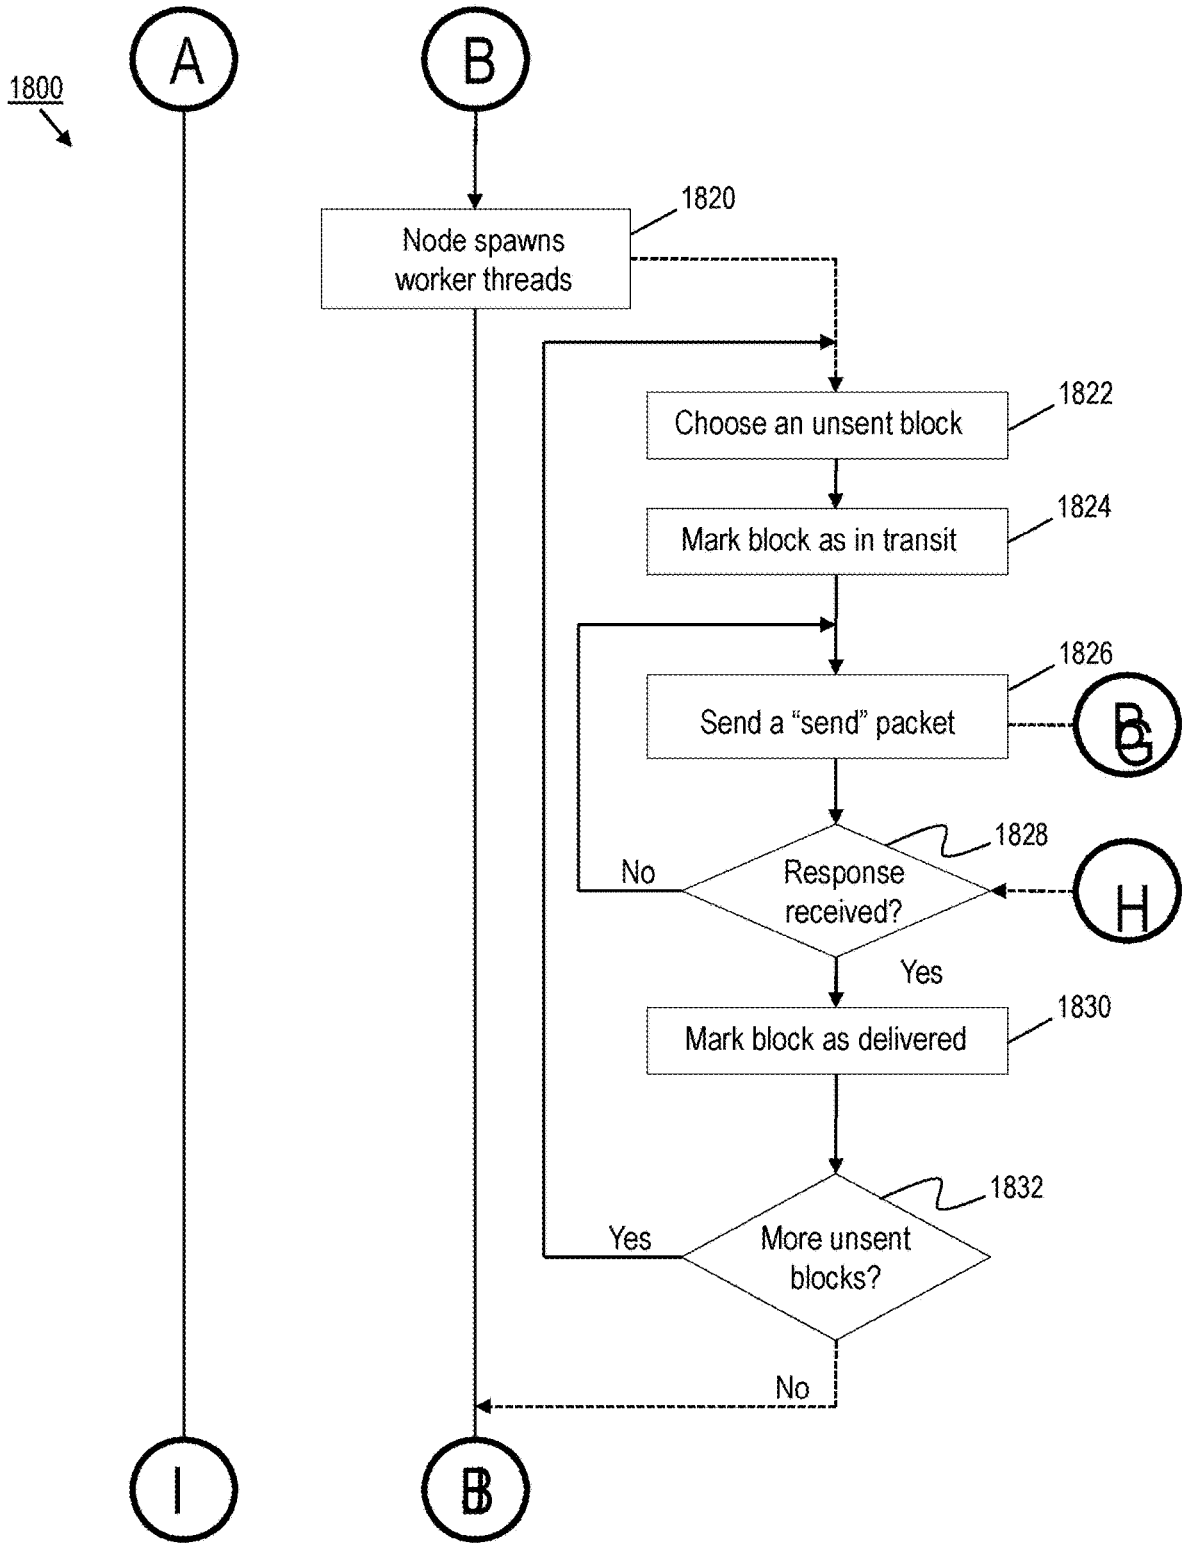 A
B
1800
1820
Node spawns
worker threads
1822
Choose an unsent block
1824
Mark block as in transit
1826
Send a “send” packet
1828
Response
received?
No
H
Yes
1830
Mark block as delivered
1832
More unsent
blocks?
Yes
No
I